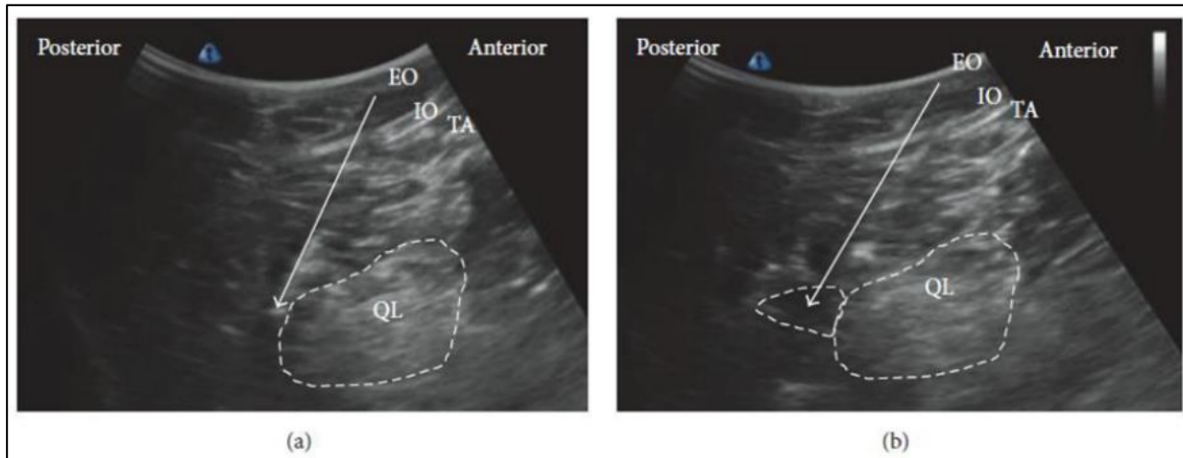 Posterior
Anterior
EO
IO
TA
QL
(a)
Posterior
Anterior
EO
IO
TA
QL
(b)